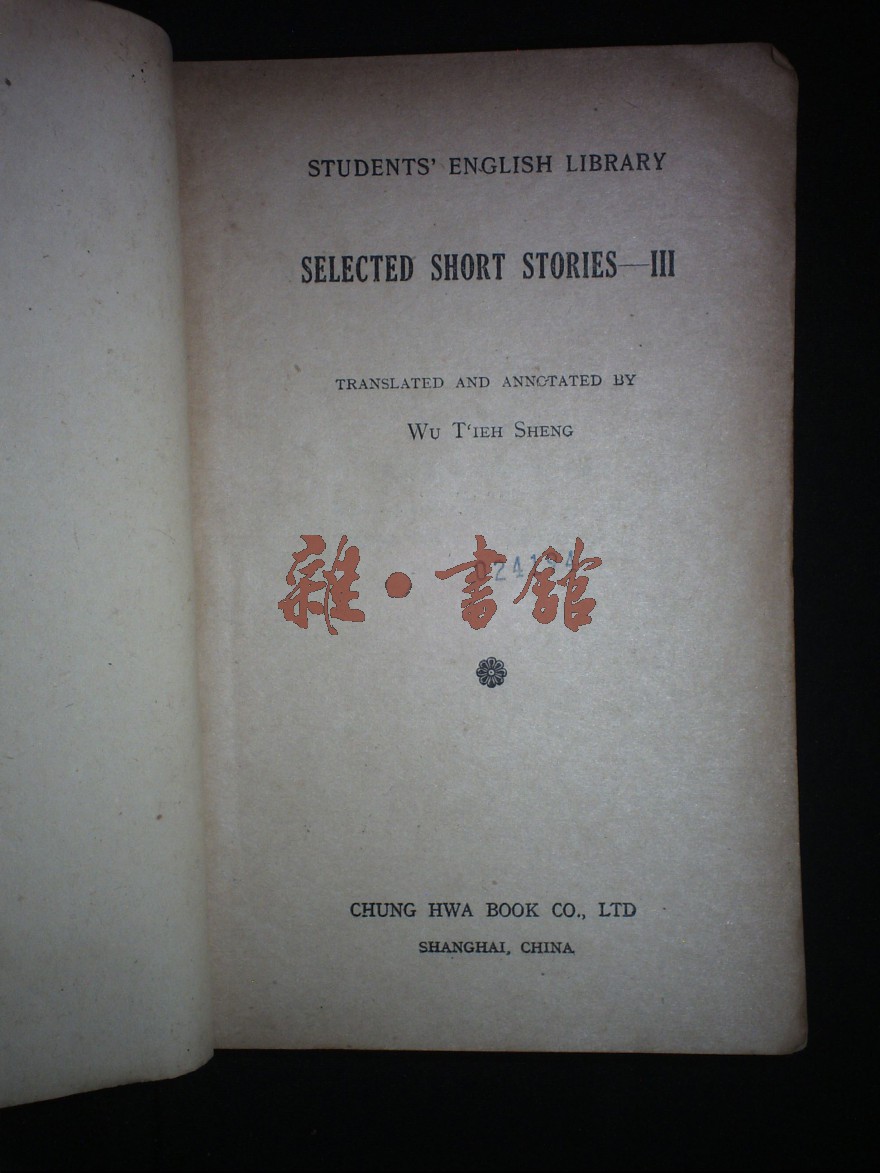 STUDENTS' ENGLISH LIBRARY
SELECTED SHORT STORIES—III
TRANSLATED AND ANNOTATED BY
WU T'IEH SHENG
雜·書館
CHUNG HWA BOOK CO., LTD
SHANGHAI, CHINA